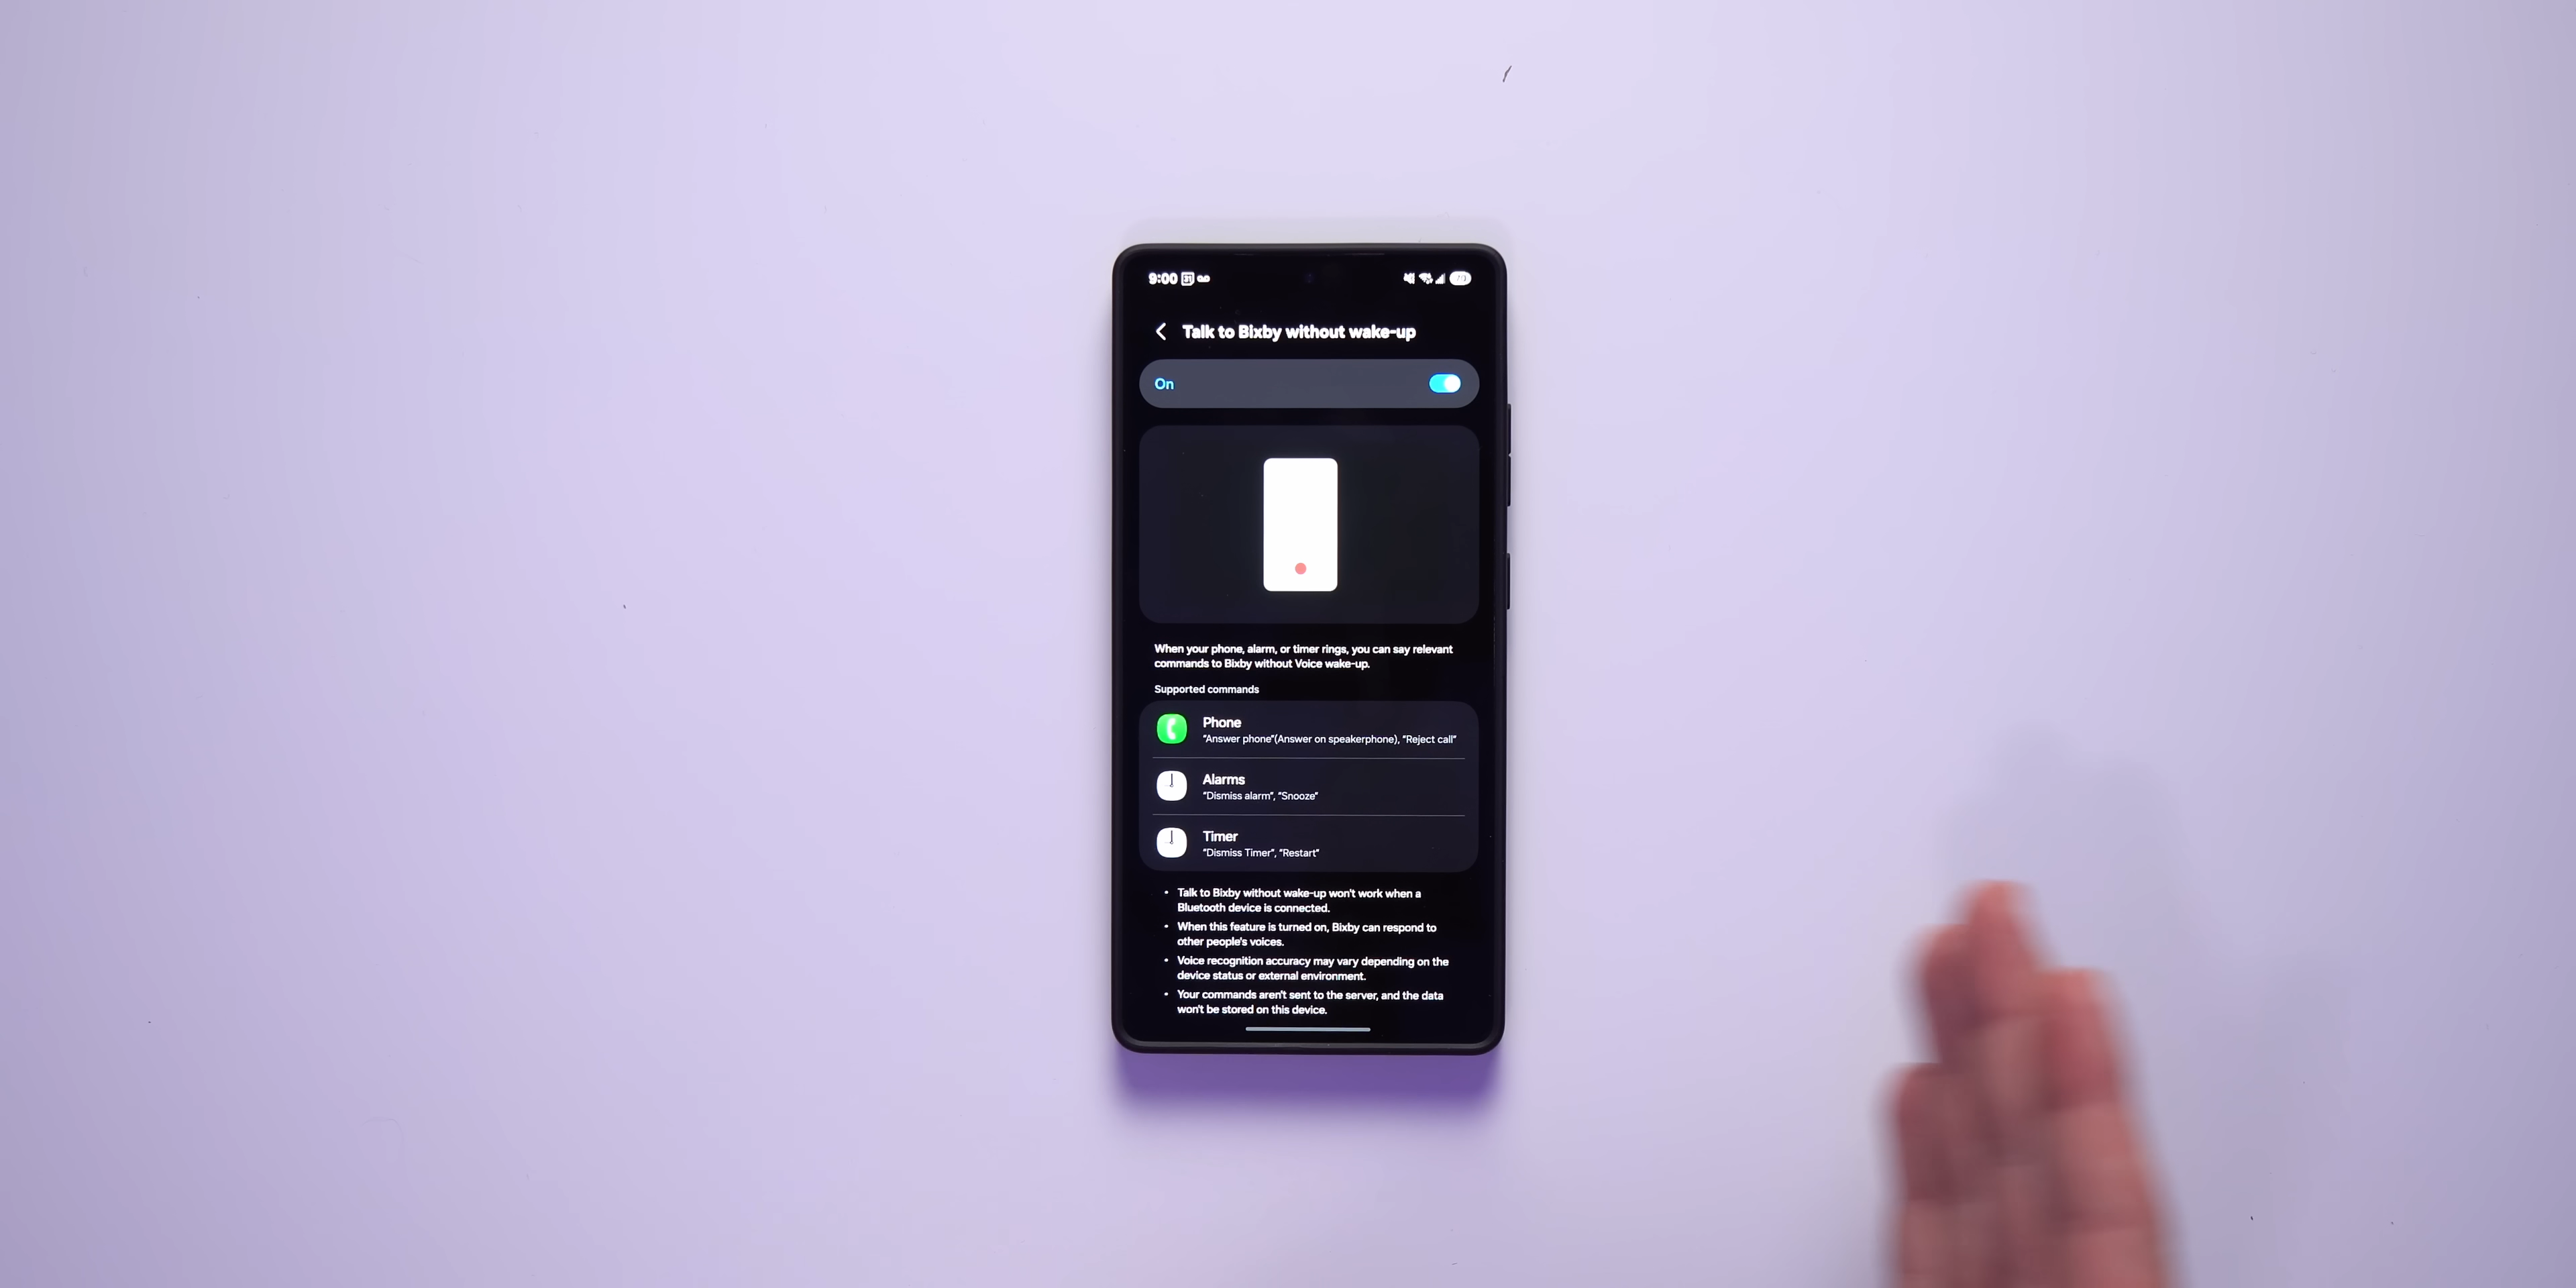 9:00
Talk to Bixby without wake-up
On
When your phone, alarm, or timer rings, you can say relevant
commands to Bixby without Voice wake-up.
Supported commands
Phone
"Answer phone"(Answer on speakerphone), "Reject call"
Alarms
"Dismiss alarm", "Snooze"
Timer
"Dismiss Timer", "Restart"
• Talk to Bixby without wake-up won't work when a
Bluetooth device is connected.
• When this feature is turned on, Bixby can respond to
other people's voices.
• Voice recognition accuracy may vary depending on the
device status or external environment.
• Your commands aren't sent to the server, and the data
won't be stored on this device.